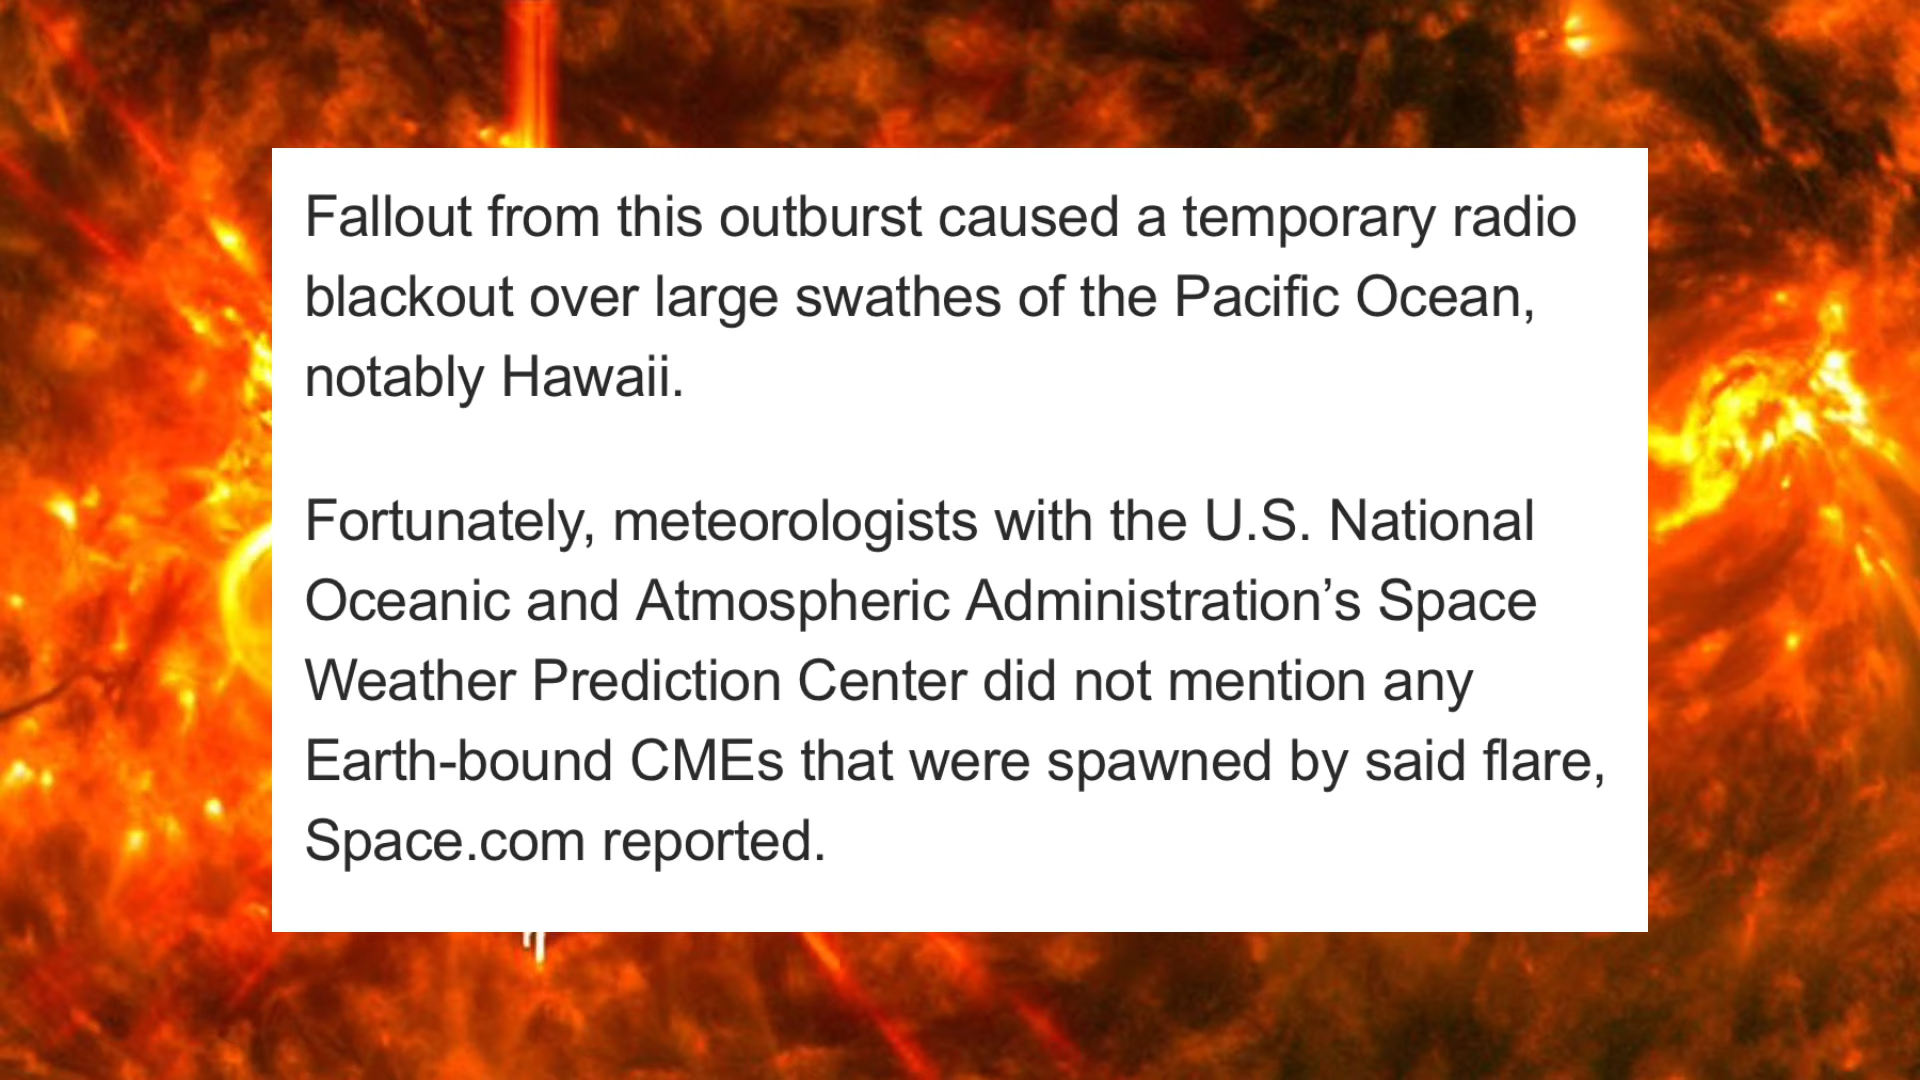 Fallout from this outburst caused a temporary radio
blackout over large swathes of the Pacific Ocean,
notably Hawaii.
Fortunately, meteorologists with the U.S. National
Oceanic and Atmospheric Administration’s Space
Weather Prediction Center did not mention any
Earth-bound CMEs that were spawned by said flare,
Space.com reported.